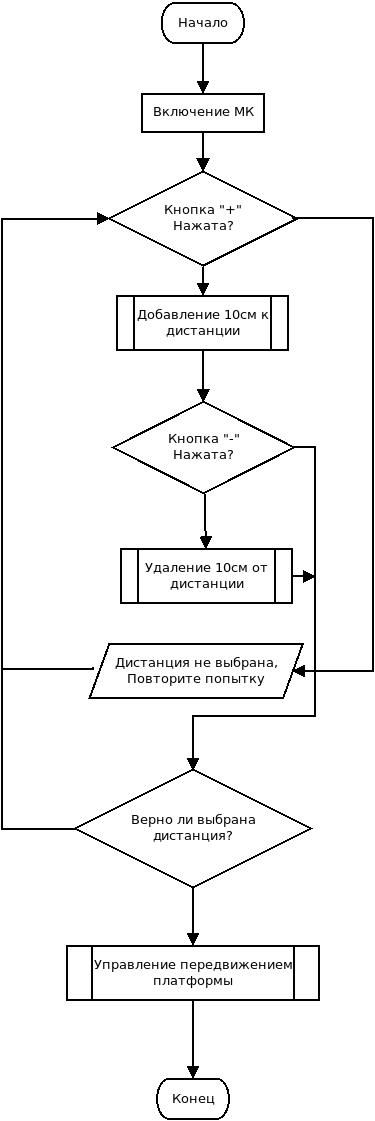 Начало
Включение МК
Кнопка "+"
Нажата?
Добавление 10см к
дистанции
Кнопка "-"
Нажата?
Удаление 10см от
дистанции
Дистанция не выбрана,
Повторите попытку
Верно ли выбрана
дистанция?
Управление передвижением
платформы
Конец